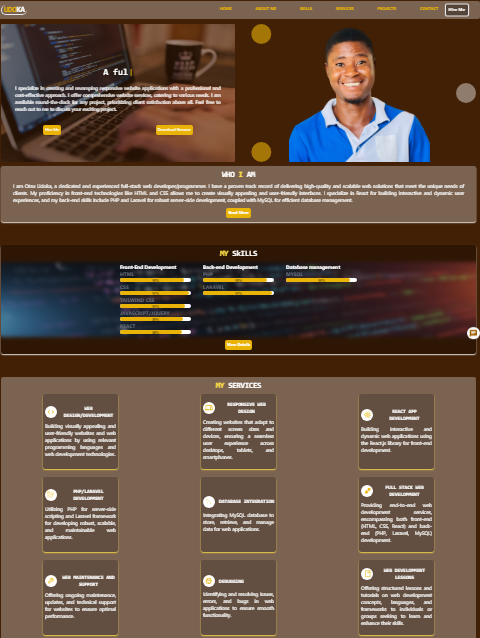 UDOKA
HOME ABOUT ME SKILLS SERVICES PROJECTS CONTACT Hire Me
A ful|
I specialize in creating and revamping responsive website applications with a professional and
cost-effective approach. I offer comprehensive website services, catering to various needs. I am
available round-the-clock for any project, prioritizing client satisfaction above all. Feel free to
reach out to me to discuss your exciting project.
Hire Me Download Resume
WHO I AM
I am Otou Udoka, a dedicated and experienced full-stack web developer/programmer. I have a proven track record of delivering high-quality and scalable web solutions that meet the unique needs of
clients. My proficiency in front-end technologies like HTML and CSS allows me to create visually appealing and user-friendly interfaces. I specialize in React for building interactive and dynamic user
experiences, and my back-end skills include PHP and Laravel for robust server-side development, coupled with MySQL for efficient database management.
Read More
MY SKILLS
Front-End Development Back-end Development Database management
HTML PHP MYSQL
CSS LARAVEL
TAILWIND CSS
JAVASCRIPT/JQUERY
REACT
View Details
MY SERVICES
WEB
DESIGN/DEVELOPMENT
Building visually appealing and
user-friendly websites and web
applications by using relevant
programming languages and
web development technologies.
RESPONSIVE WEB
DESIGN
Creating websites that adapt to
different screen sizes and
devices, ensuring a seamless
user experience across
desktops, tablets, and
smartphones.
REACT APP
DEVELOPMENT
Building interactive and
dynamic web applications using
the React.js library for front-end
development.
PHP/LARAVEL
DEVELOPMENT
Utilizing PHP for server-side
scripting and Laravel framework
for developing robust, scalable,
and maintainable web
applications.
DATABASE INTEGRATION
Integrating MySQL database to
store, retrieve, and manage
data for web applications.
FULL STACK WEB
DEVELOPMENT
Providing end-to-end web
development services,
encompassing both front-end
(HTML, CSS, React) and back-
end (PHP, Laravel, MySQL)
development.
WEB MAINTENANCE AND
SUPPORT
Offering ongoing maintenance,
updates, and technical support
for websites to ensure optimal
performance.
DEBUGGING
Identifying and resolving issues,
errors, and bugs in web
applications to ensure smooth
functionality.
WEB DEVELOPMENT
LESSONS
Offering structured lessons and
tutorials on web development
concepts, languages, and
frameworks to individuals or
groups seeking to learn and
enhance their skills.